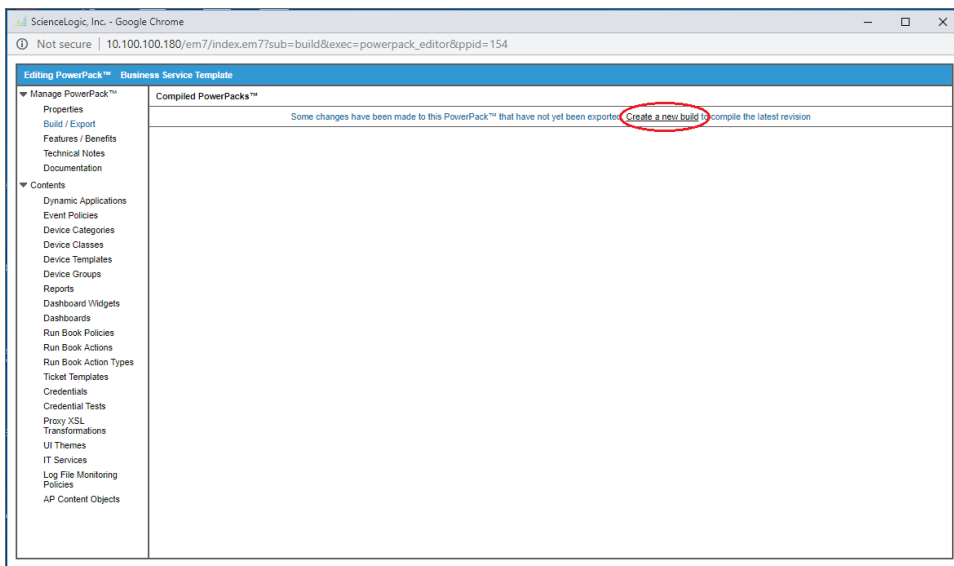 ScienceLogic, Inc. - Google Chrome
Not secure | 10.100.100.180/em7/index.em7?sub=build&exec=powerpack_editor&ppid=154
Editing PowerPack™ Business Service Template
Manage PowerPack™
Properties
Build / Export
Features / Benefits
Technical Notes
Documentation
Contents
Dynamic Applications
Event Policies
Device Categories
Device Classes
Device Templates
Device Groups
Reports
Dashboard Widgets
Dashboards
Run Book Policies
Run Book Actions
Run Book Action Types
Ticket Templates
Credentials
Credential Tests
Proxy XSL
Transformations
UI Themes
IT Services
Log File Monitoring
Policies
AP Content Objects
Compiled PowerPacks™
Some changes have been made to this PowerPack™ that have not yet been exported Create a new build to compile the latest revision